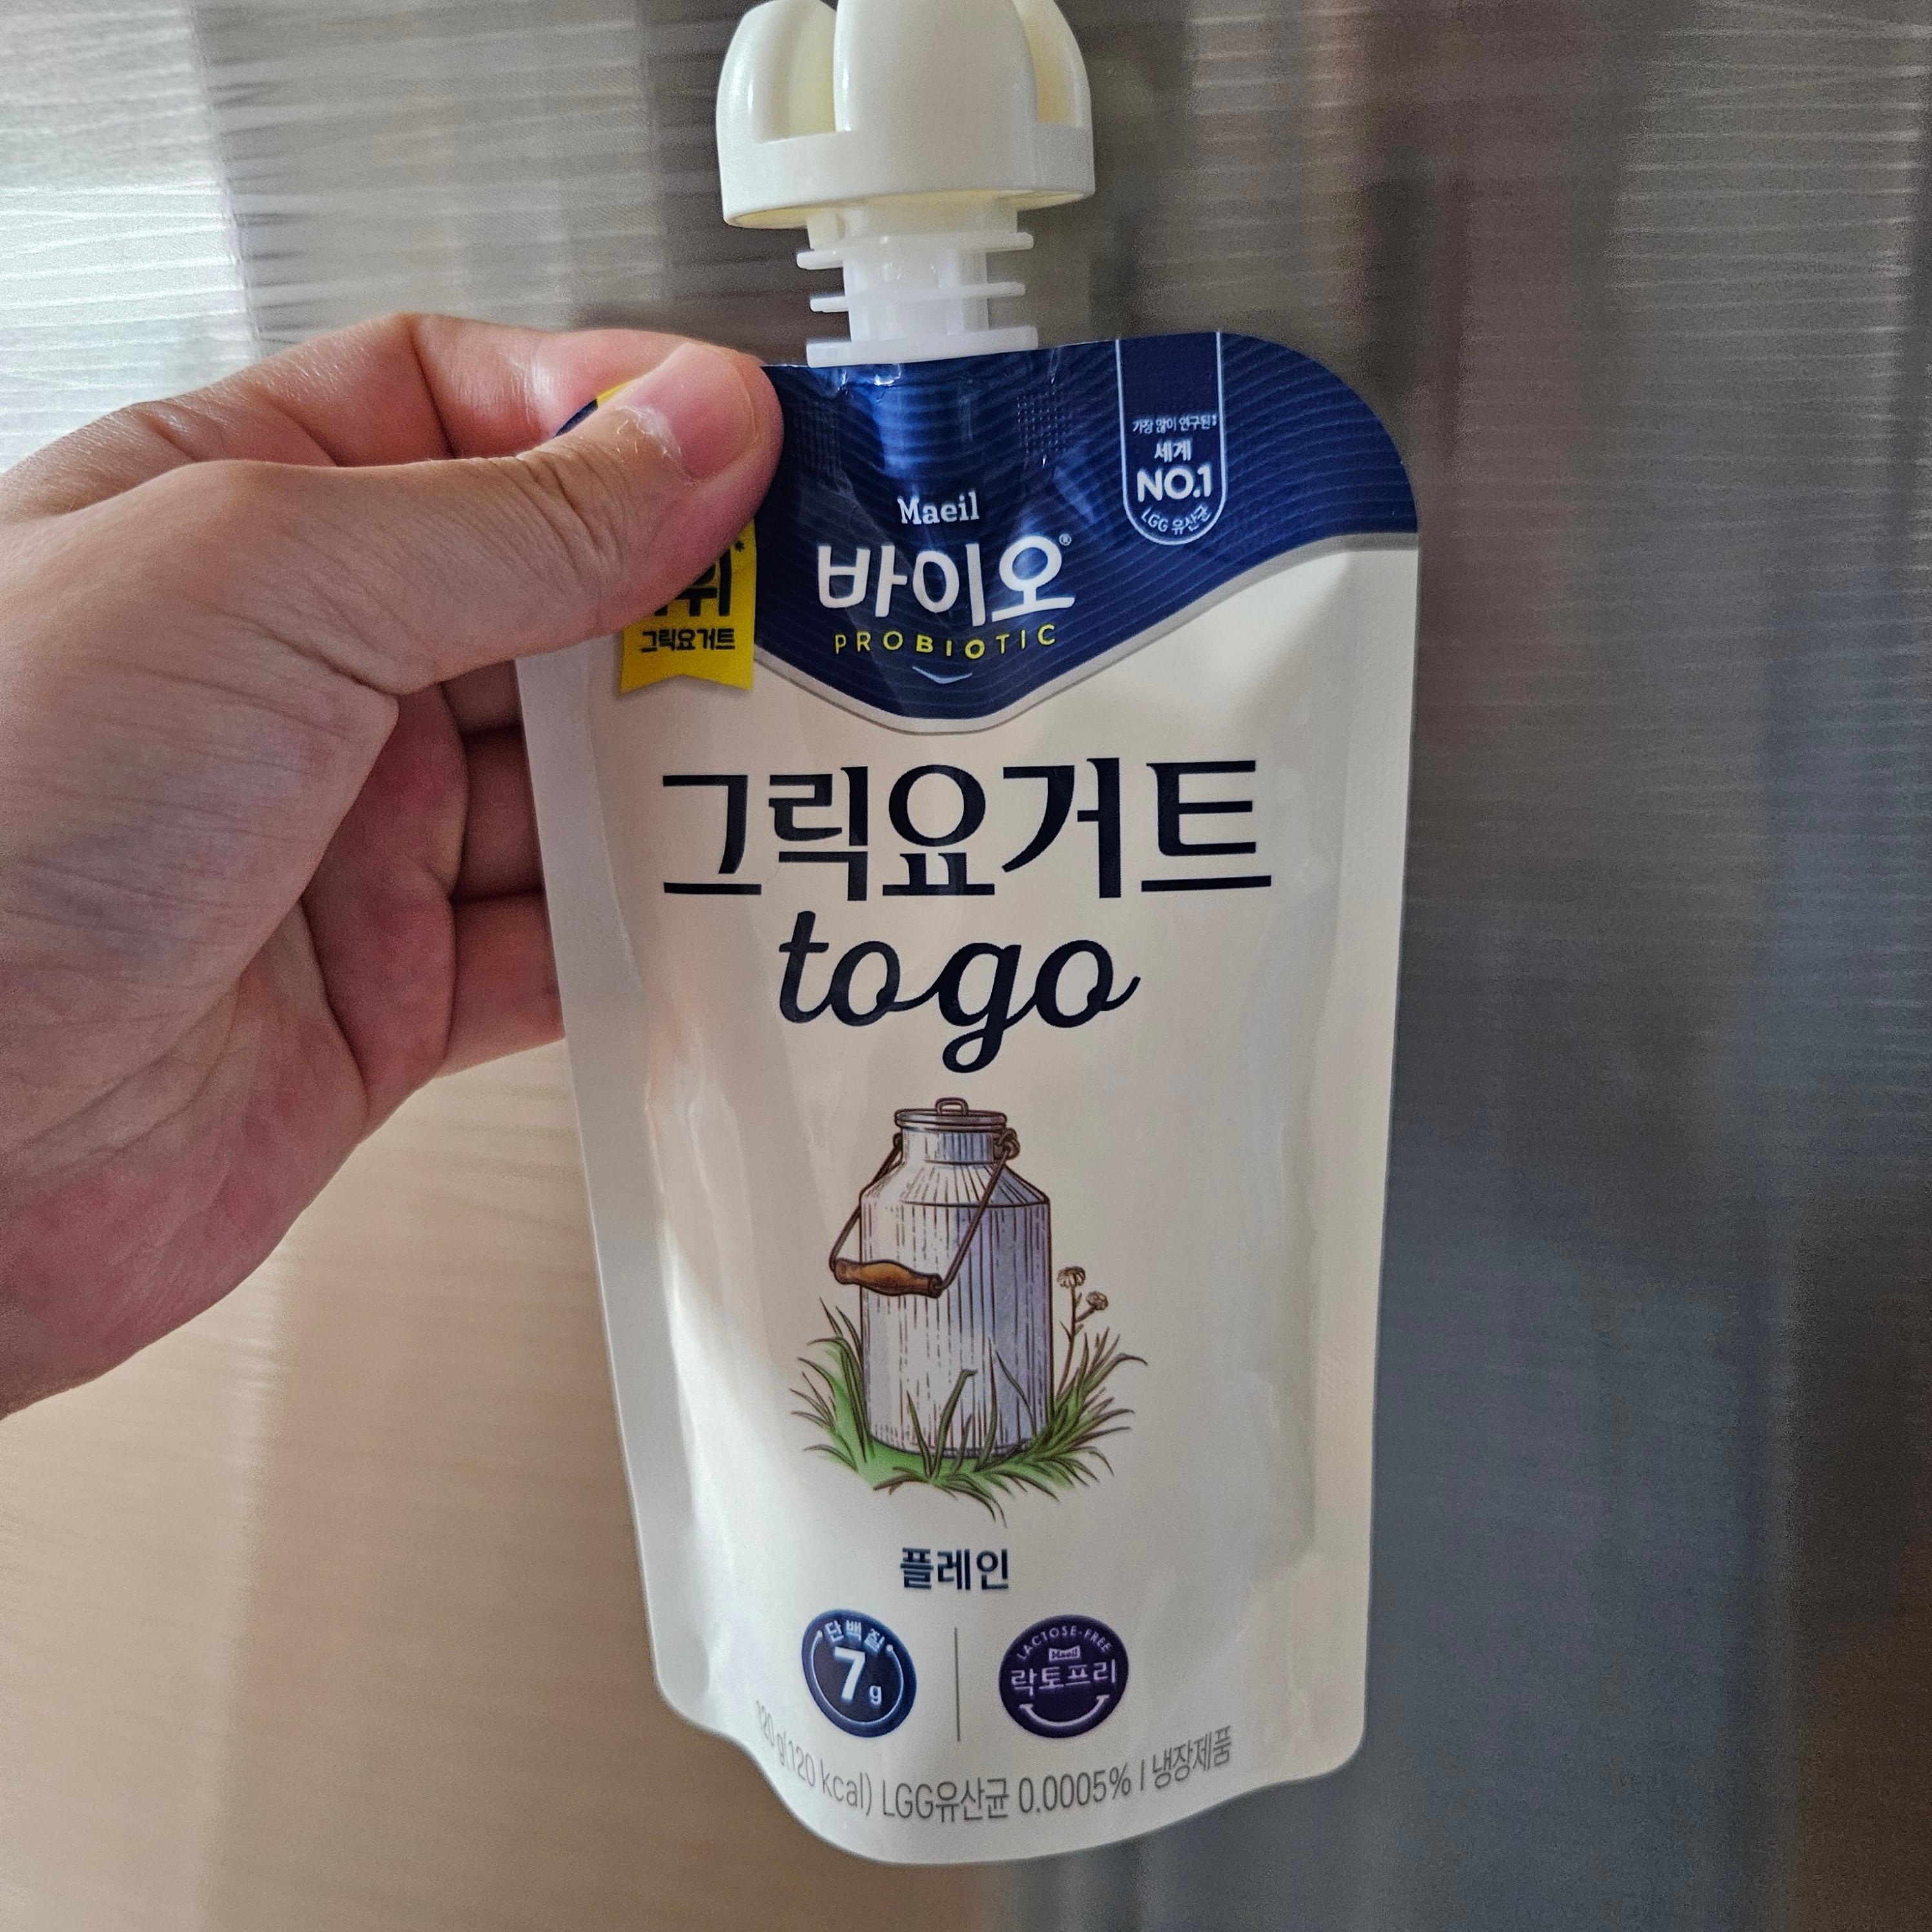 가장 많이 연구된
세계
NO.1
LGG 유산균
Maeil
바이오®
PROBIOTIC
위
그릭요거트
그릭요거트
to go
플레인
단백질
7g
LACTOSE-FREE
Maeil
락토프리
120 g(120 kcal) LGG유산균 0.0005% | 냉장제품